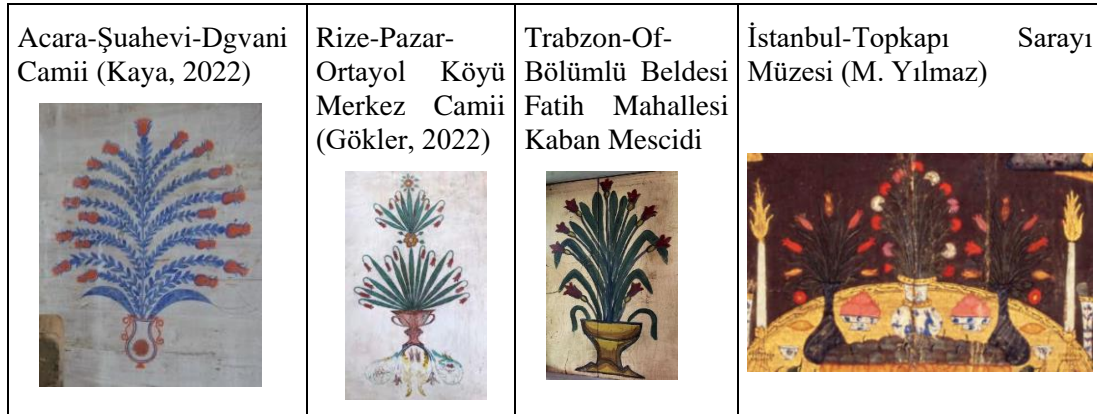 Acara-Şuahevi-Dgvani
Camii (Kaya, 2022)
Rize-Pazar-
Ortayol Köyü
Merkez Camii
(Gökler, 2022)
Trabzon-Of-
Bölümlü Beldesi
Fatih Mahallesi
Kaban Mescidi
İstanbul-Topkapı Sarayı
Müzesi (M. Yılmaz)